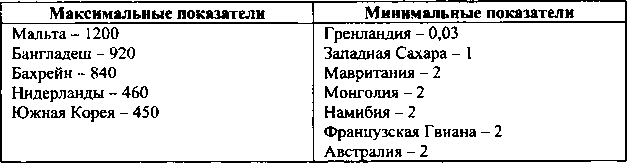 Максимальные показатели
Минимальные показатели
Мальта – 1200
Бангладеш – 920
Бахрейн – 840
Нидерланды – 460
Южная Корея – 450
Гренландия – 0,03
Западная Сахара – 1
Мавритания – 2
Монголия – 2
Намибия – 2
Французская Гвиана – 2
Австралия – 2